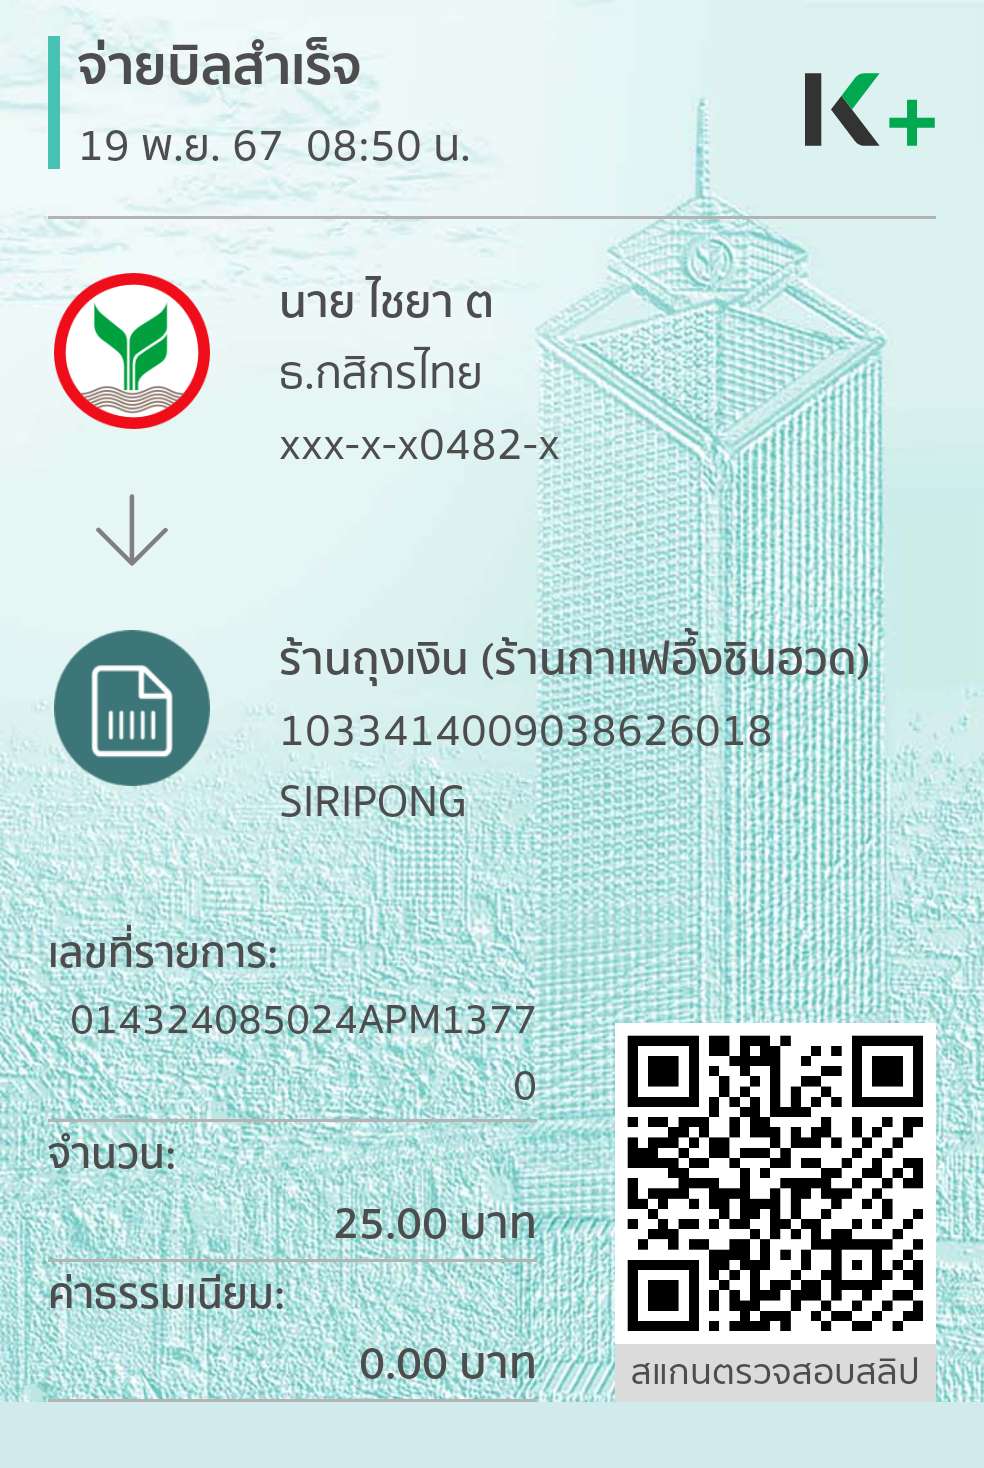 จ่ายบิลสำเร็จ
19 พ.ย. 67  08:50 น.
K+
นาย ไชยา ต
ธ.กสิกรไทย
xxx-x-x0482-x
ร้านถุงเงิน (ร้านกาแฟอึ้งซินฮวด)
1033414009038626018
SIRIPONG
เลขที่รายการ:
014324085024APM1377
0
จำนวน:
25.00 บาท
ค่าธรรมเนียม:
0.00 บาท
สแกนตรวจสอบสลิป